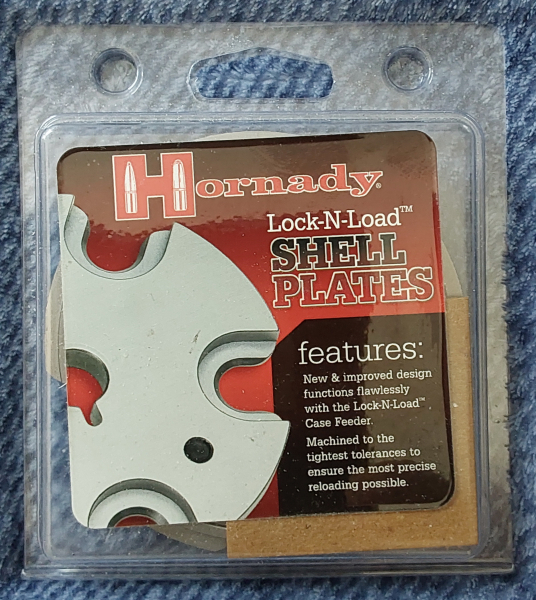 Hornady®
Lock-N-Load™
SHELL
PLATES
features:
New & improved design
functions flawlessly
with the Lock-N-Load™
Case Feeder.
Machined to the
tightest tolerances to
ensure the most precise
reloading possible.